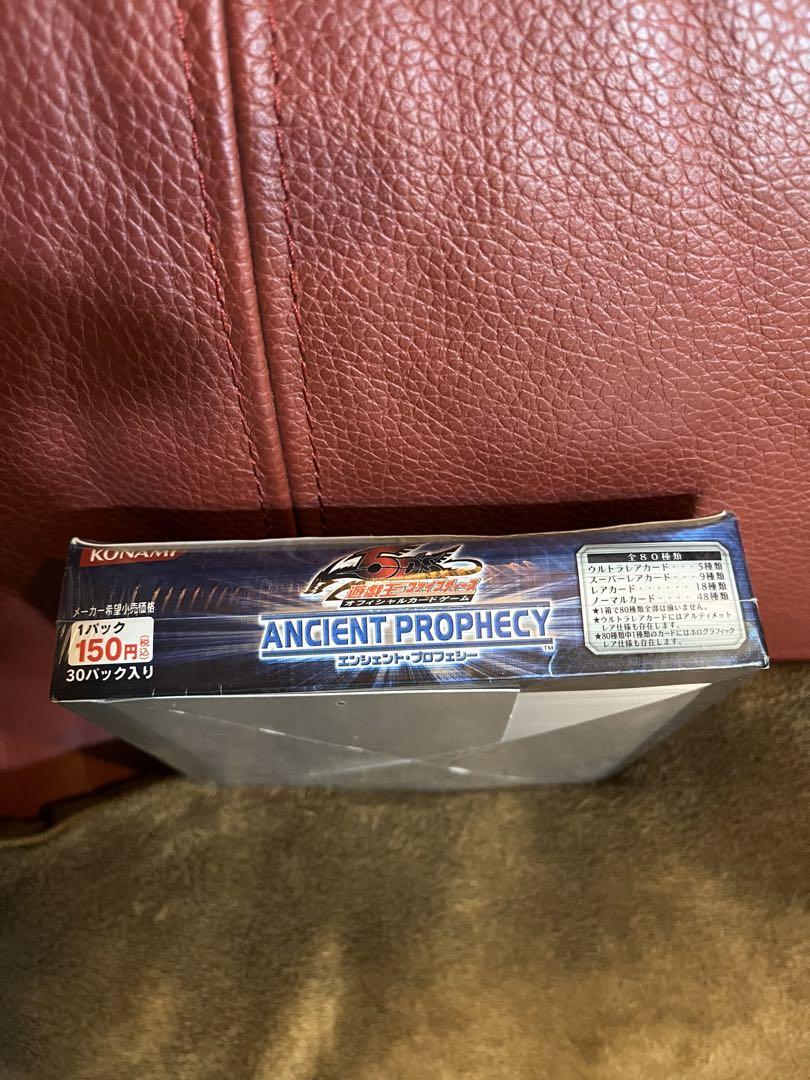 KONAMI
メーカー希望小売価格
1パック
150円(税込)
30パック入り
5D's
遊戯王ファイブディーズ
オフィシャルカードゲーム
ANCIENT PROPHECY™
エンシェント・プロフェシー
全80種類
ウルトラレアカード・・・5種類
スーパーレアカード・・・9種類
レアカード・・・・・・・18種類
ノーマルカード・・・・48種類
★1箱で80種類全部は揃いません。
★ウルトラレアカードにはアルティメット
レア仕様も存在します。
★80種類中1種類のカードにはホログラフィック
レア仕様も存在します。